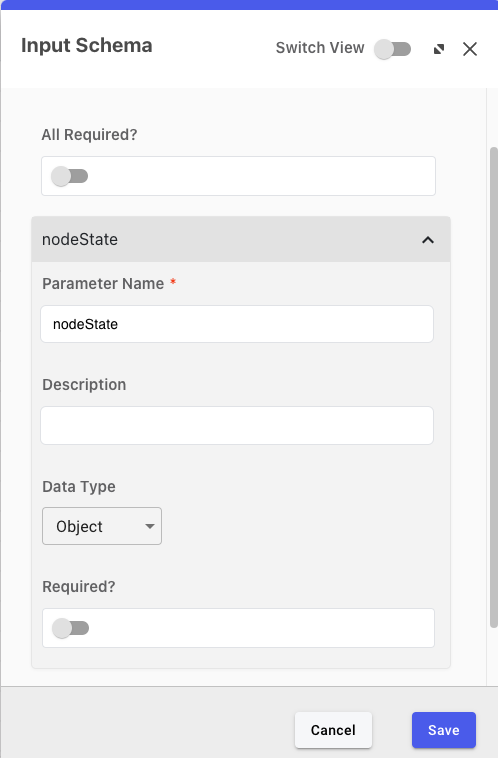 Input Schema
Switch View
All Required?
nodeState
Parameter Name *
nodeState
Description
Data Type
Object
Required?
Cancel
Save